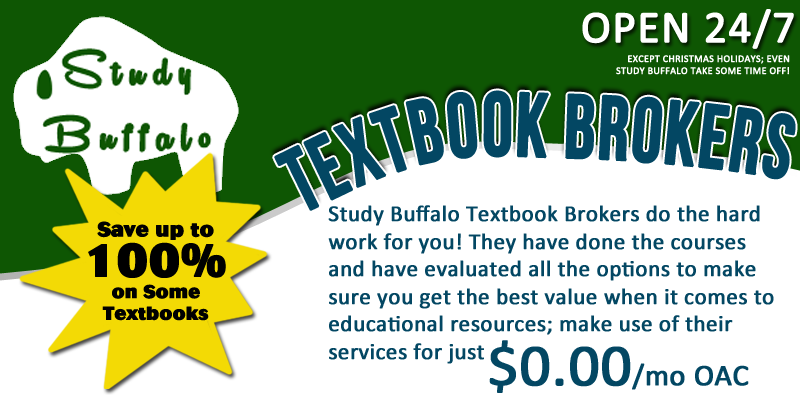 Study
Buffalo
OPEN 24/7
EXCEPT CHRISTMAS HOLIDAYS; EVEN
STUDY BUFFALO TAKE SOME TIME OFF!
TEXTBOOK BROKERS
Save up to
100%
on Some
Textbooks
Study Buffalo Textbook Brokers do the hard
work for you! They have done the courses
and have evaluated all the options to make
sure you get the best value when it comes to
educational resources; make use of their
services for just $0.00/mo OAC